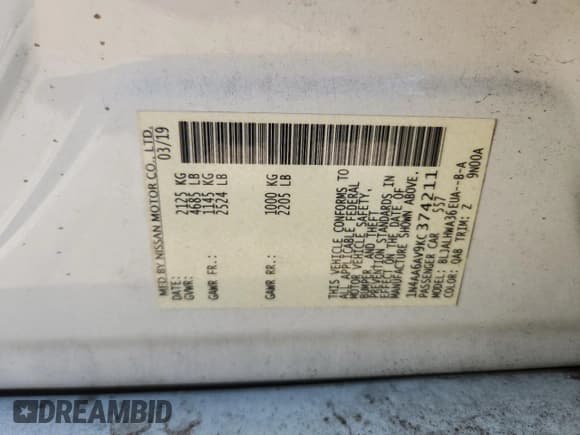 MFD BY NISSAN MOTOR CO., LTD.
03/19
GVWR: 2125 KG
4685 LB
GAWR FR: 1145 KG
2524 LB
GAWR RR: 1000 KG
2205 LB
THIS VEHICLE CONFORMS TO
ALL APPLICABLE FEDERAL
MOTOR VEHICLE SAFETY,
BUMPER, AND THEFT
PREVENTION STANDARDS IN
EFFECT ON THE DATE OF
MANUFACTURE SHOWN ABOVE.
1N4AA6AV9KC374211
PASSENGER CAR 557
MODEL: BLJALHWA36EUA--B-A
COLOR: QAB TRIM: Z 9N00A
DREAMBID